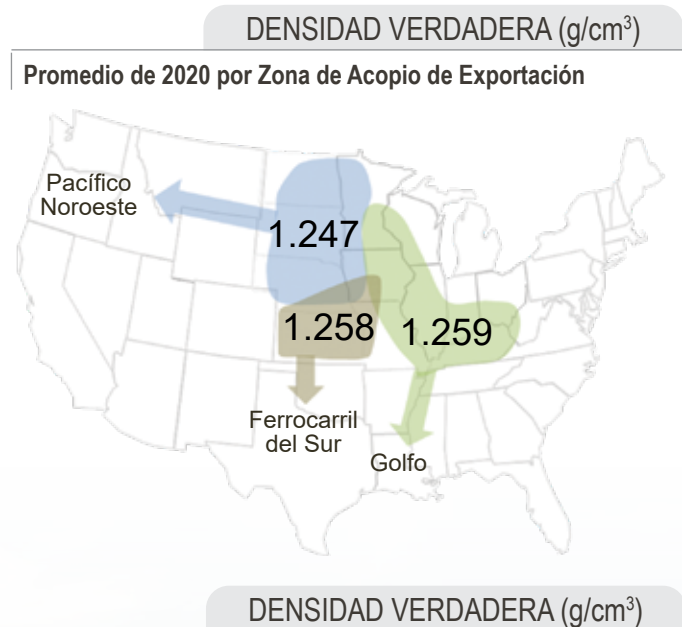 DENSIDAD VERDADERA (g/cm³)
Promedio de 2020 por Zona de Acopio de Exportación
Pacífico
Noroeste
1.247
1.258
1.259
Ferrocarril
del Sur
Golfo
DENSIDAD VERDADERA (g/cm³)